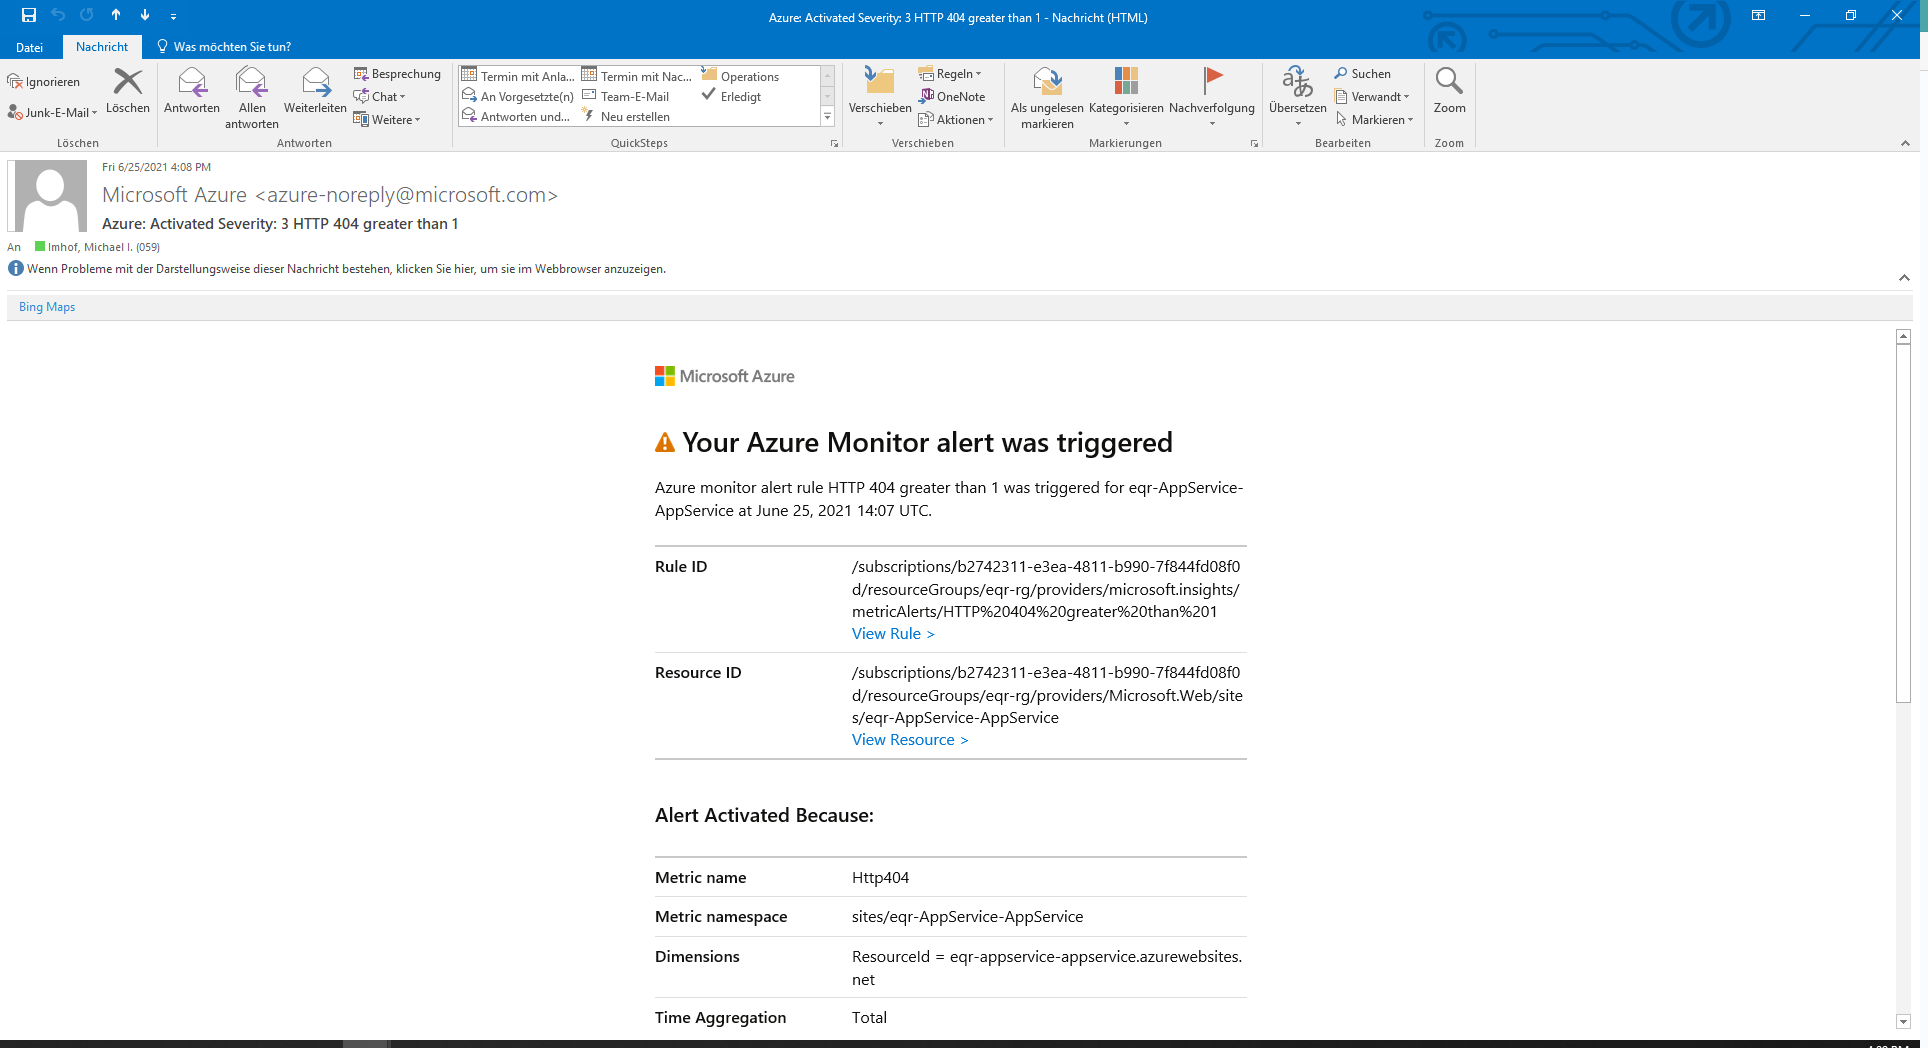 Azure: Activated Severity: 3 HTTP 404 greater than 1 - Nachricht (HTML)
Datei
Nachricht
Was möchten Sie tun?
Ignorieren
Junk-E-Mail
Löschen
Löschen
Antworten
Allen
antworten
Weiterleiten
Besprechung
Chat
Weitere
Antworten
Termin mit Anla...
Termin mit Nac...
Operations
An Vorgesetzte(n)
Team-E-Mail
Erledigt
Antworten und...
Neu erstellen
QuickSteps
Verschieben
Regeln
OneNote
Aktionen
Verschieben
Als ungelesen
markieren
Kategorisieren
Nachverfolgung
Markierungen
Übersetzen
Suchen
Verwandt
Markieren
Bearbeiten
Zoom
Zoom
Fri 6/25/2021 4:08 PM
Microsoft Azure <azure-noreply@microsoft.com>
Azure: Activated Severity: 3 HTTP 404 greater than 1
An Imhof, Michael I. (059)
Wenn Probleme mit der Darstellungsweise dieser Nachricht bestehen, klicken Sie hier, um sie im Webbrowser anzuzeigen.
Bing Maps
Microsoft Azure
Your Azure Monitor alert was triggered
Azure monitor alert rule HTTP 404 greater than 1 was triggered for eqr-AppService-
AppService at June 25, 2021 14:07 UTC.
Rule ID
/subscriptions/b2742311-e3ea-4811-b990-7f844fd08f0
d/resourceGroups/eqr-rg/providers/microsoft.insights/
metricAlerts/HTTP%20404%20greater%20than%201
View Rule >
Resource ID
/subscriptions/b2742311-e3ea-4811-b990-7f844fd08f0
d/resourceGroups/eqr-rg/providers/Microsoft.Web/site
s/eqr-AppService-AppService
View Resource >
Alert Activated Because:
Metric name Http404
Metric namespace sites/eqr-AppService-AppService
Dimensions ResourceId = eqr-appservice-appservice.azurewebsites.
net
Time Aggregation Total